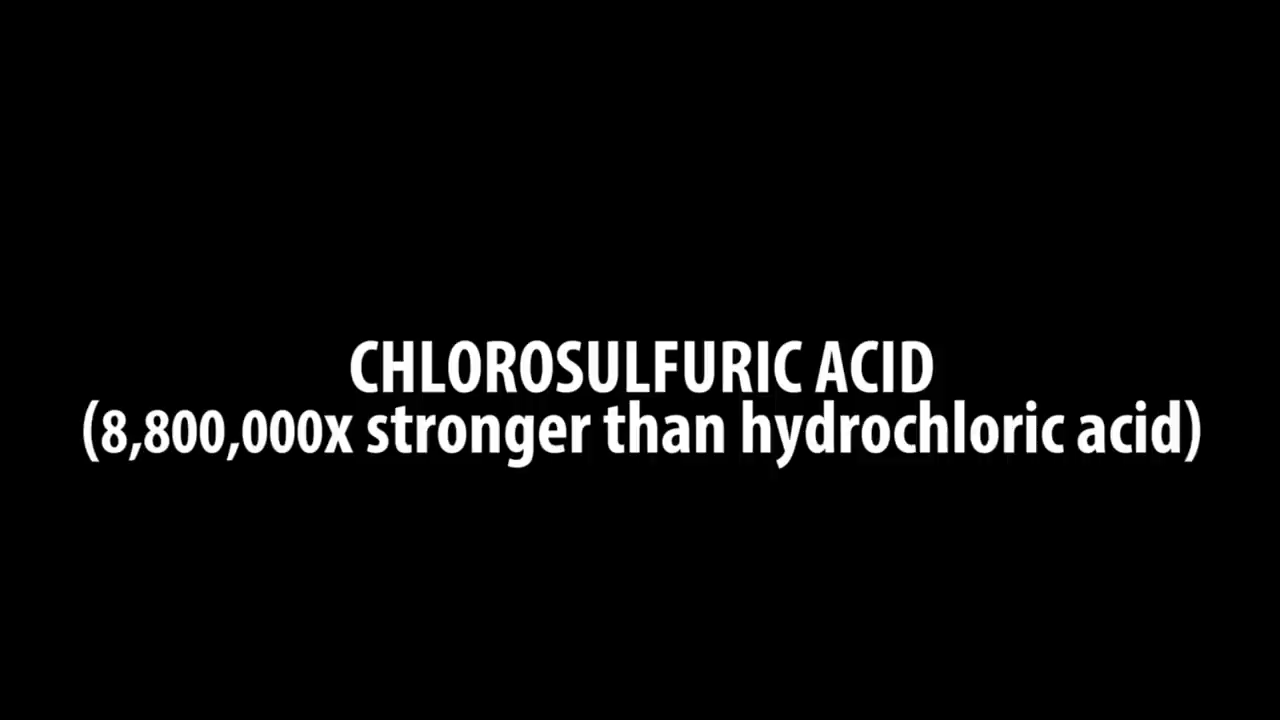 CHLOROSULFURIC ACID
(8,800,000x stronger than hydrochloric acid)